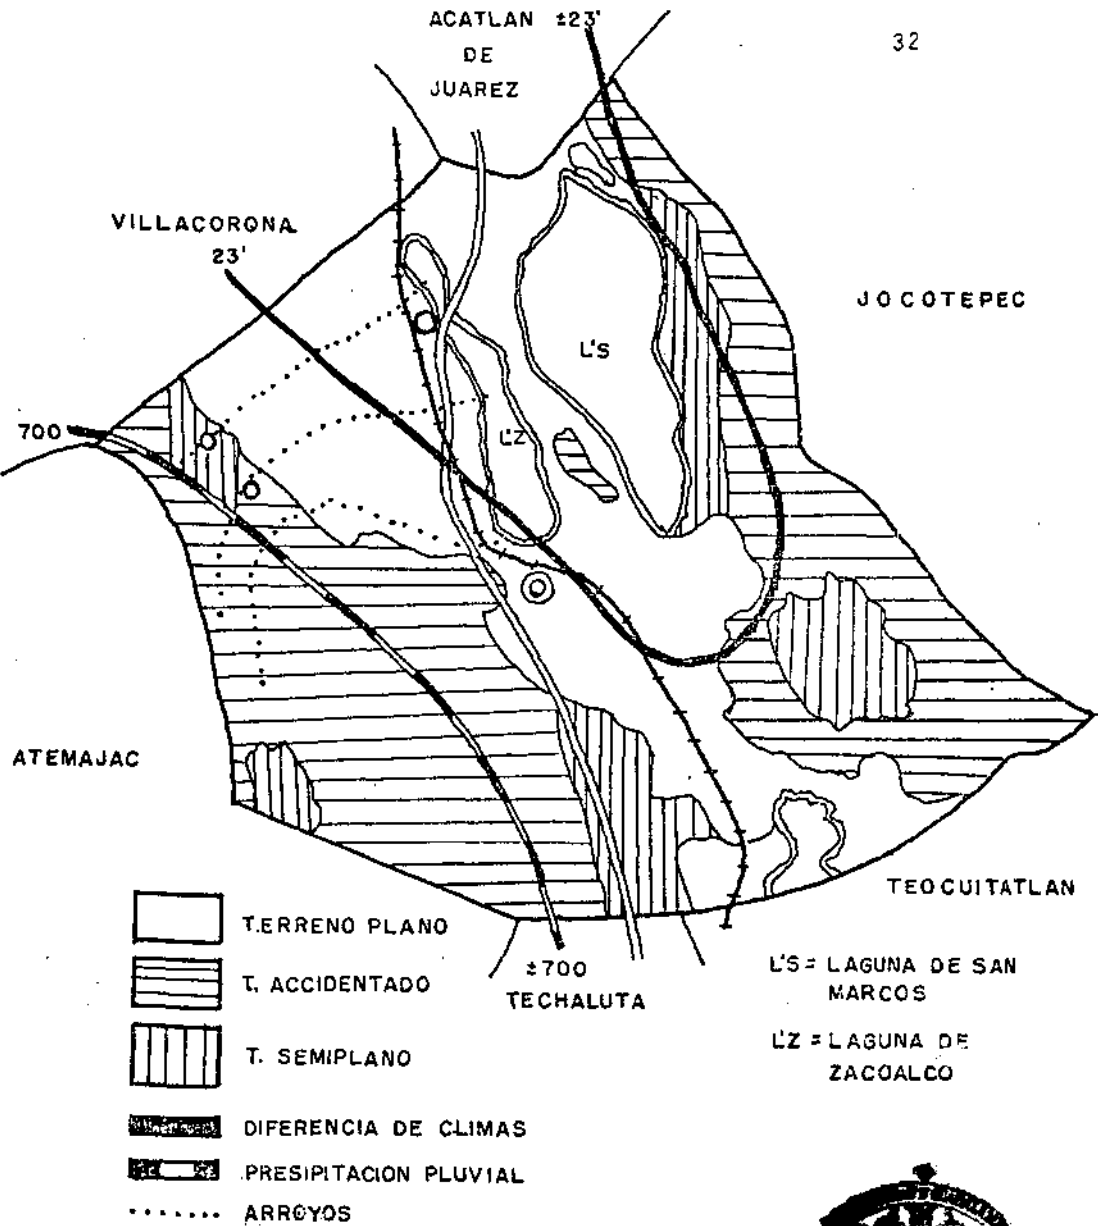 ACATLAN ±23'
DE
JUAREZ
32
VILLACORONA
23'
JOCOTEPEC
L'S
700
L'Z
ATEMAJAC
TEOCUITATLAN
±700
TECHALUTA
TERRENO PLANO
T. ACCIDENTADO
T. SEMIPLANO
DIFERENCIA DE CLIMAS
PRESIPITACION PLUVIAL
ARROYOS
L'S = LAGUNA DE SAN
MARCOS
L'Z = LAGUNA DE
ZACOALCO